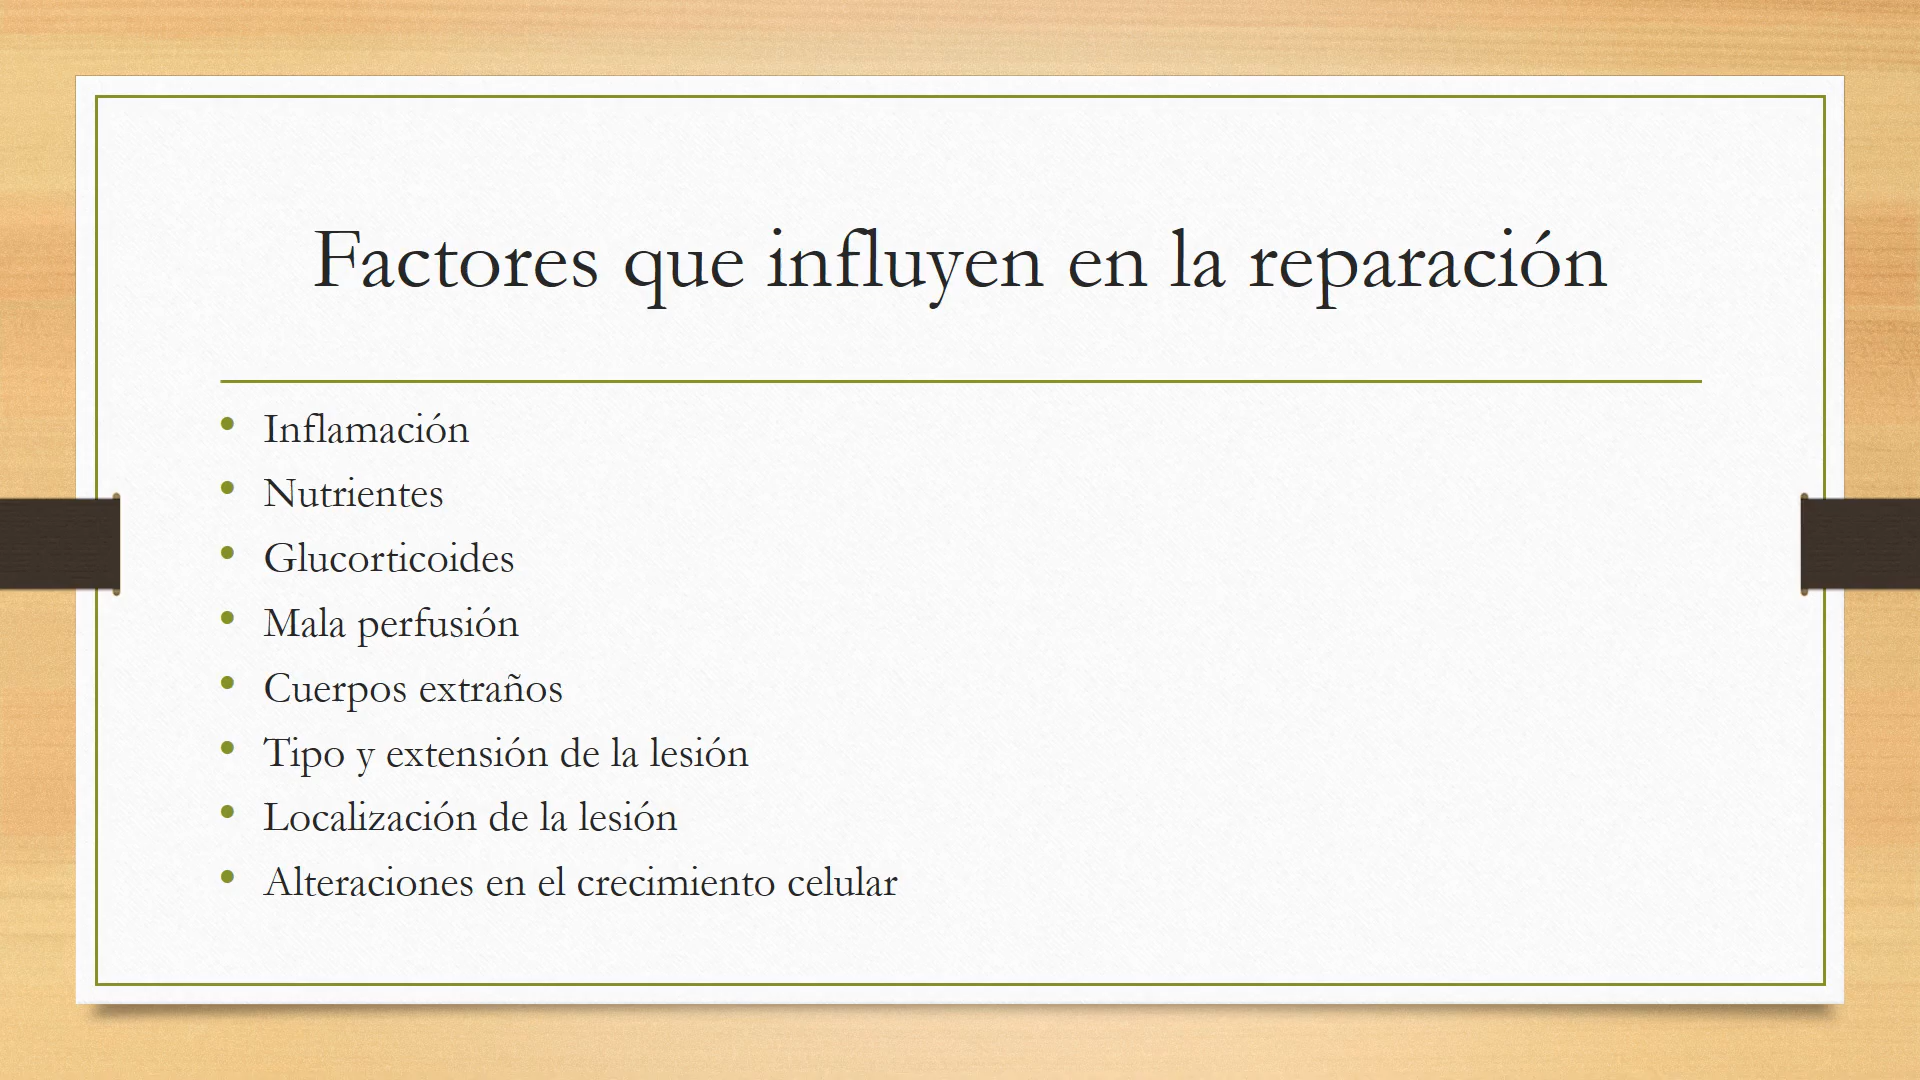 Factores que influyen en la reparación
• Inflamación
• Nutrientes
• Glucorticoides
• Mala perfusión
• Cuerpos extraños
• Tipo y extensión de la lesión
• Localización de la lesión
• Alteraciones en el crecimiento celular